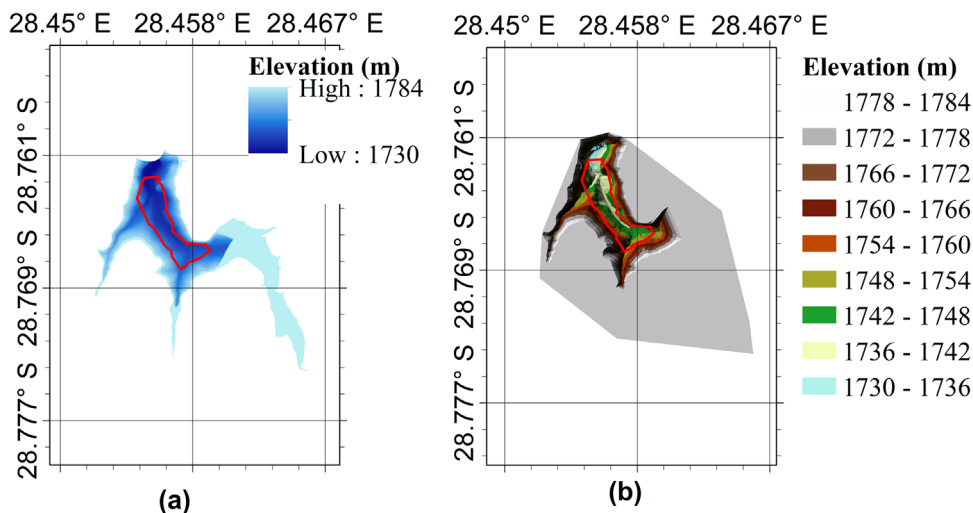 28.45° E 28.458° E 28.467° E
28.761° S
28.769° S
28.777° S
Elevation (m)
High : 1784
Low : 1730
(a)
28.45° E 28.458° E 28.467° E
28.761° S
28.769° S
28.777° S
Elevation (m)
1778 - 1784
1772 - 1778
1766 - 1772
1760 - 1766
1754 - 1760
1748 - 1754
1742 - 1748
1736 - 1742
1730 - 1736
(b)